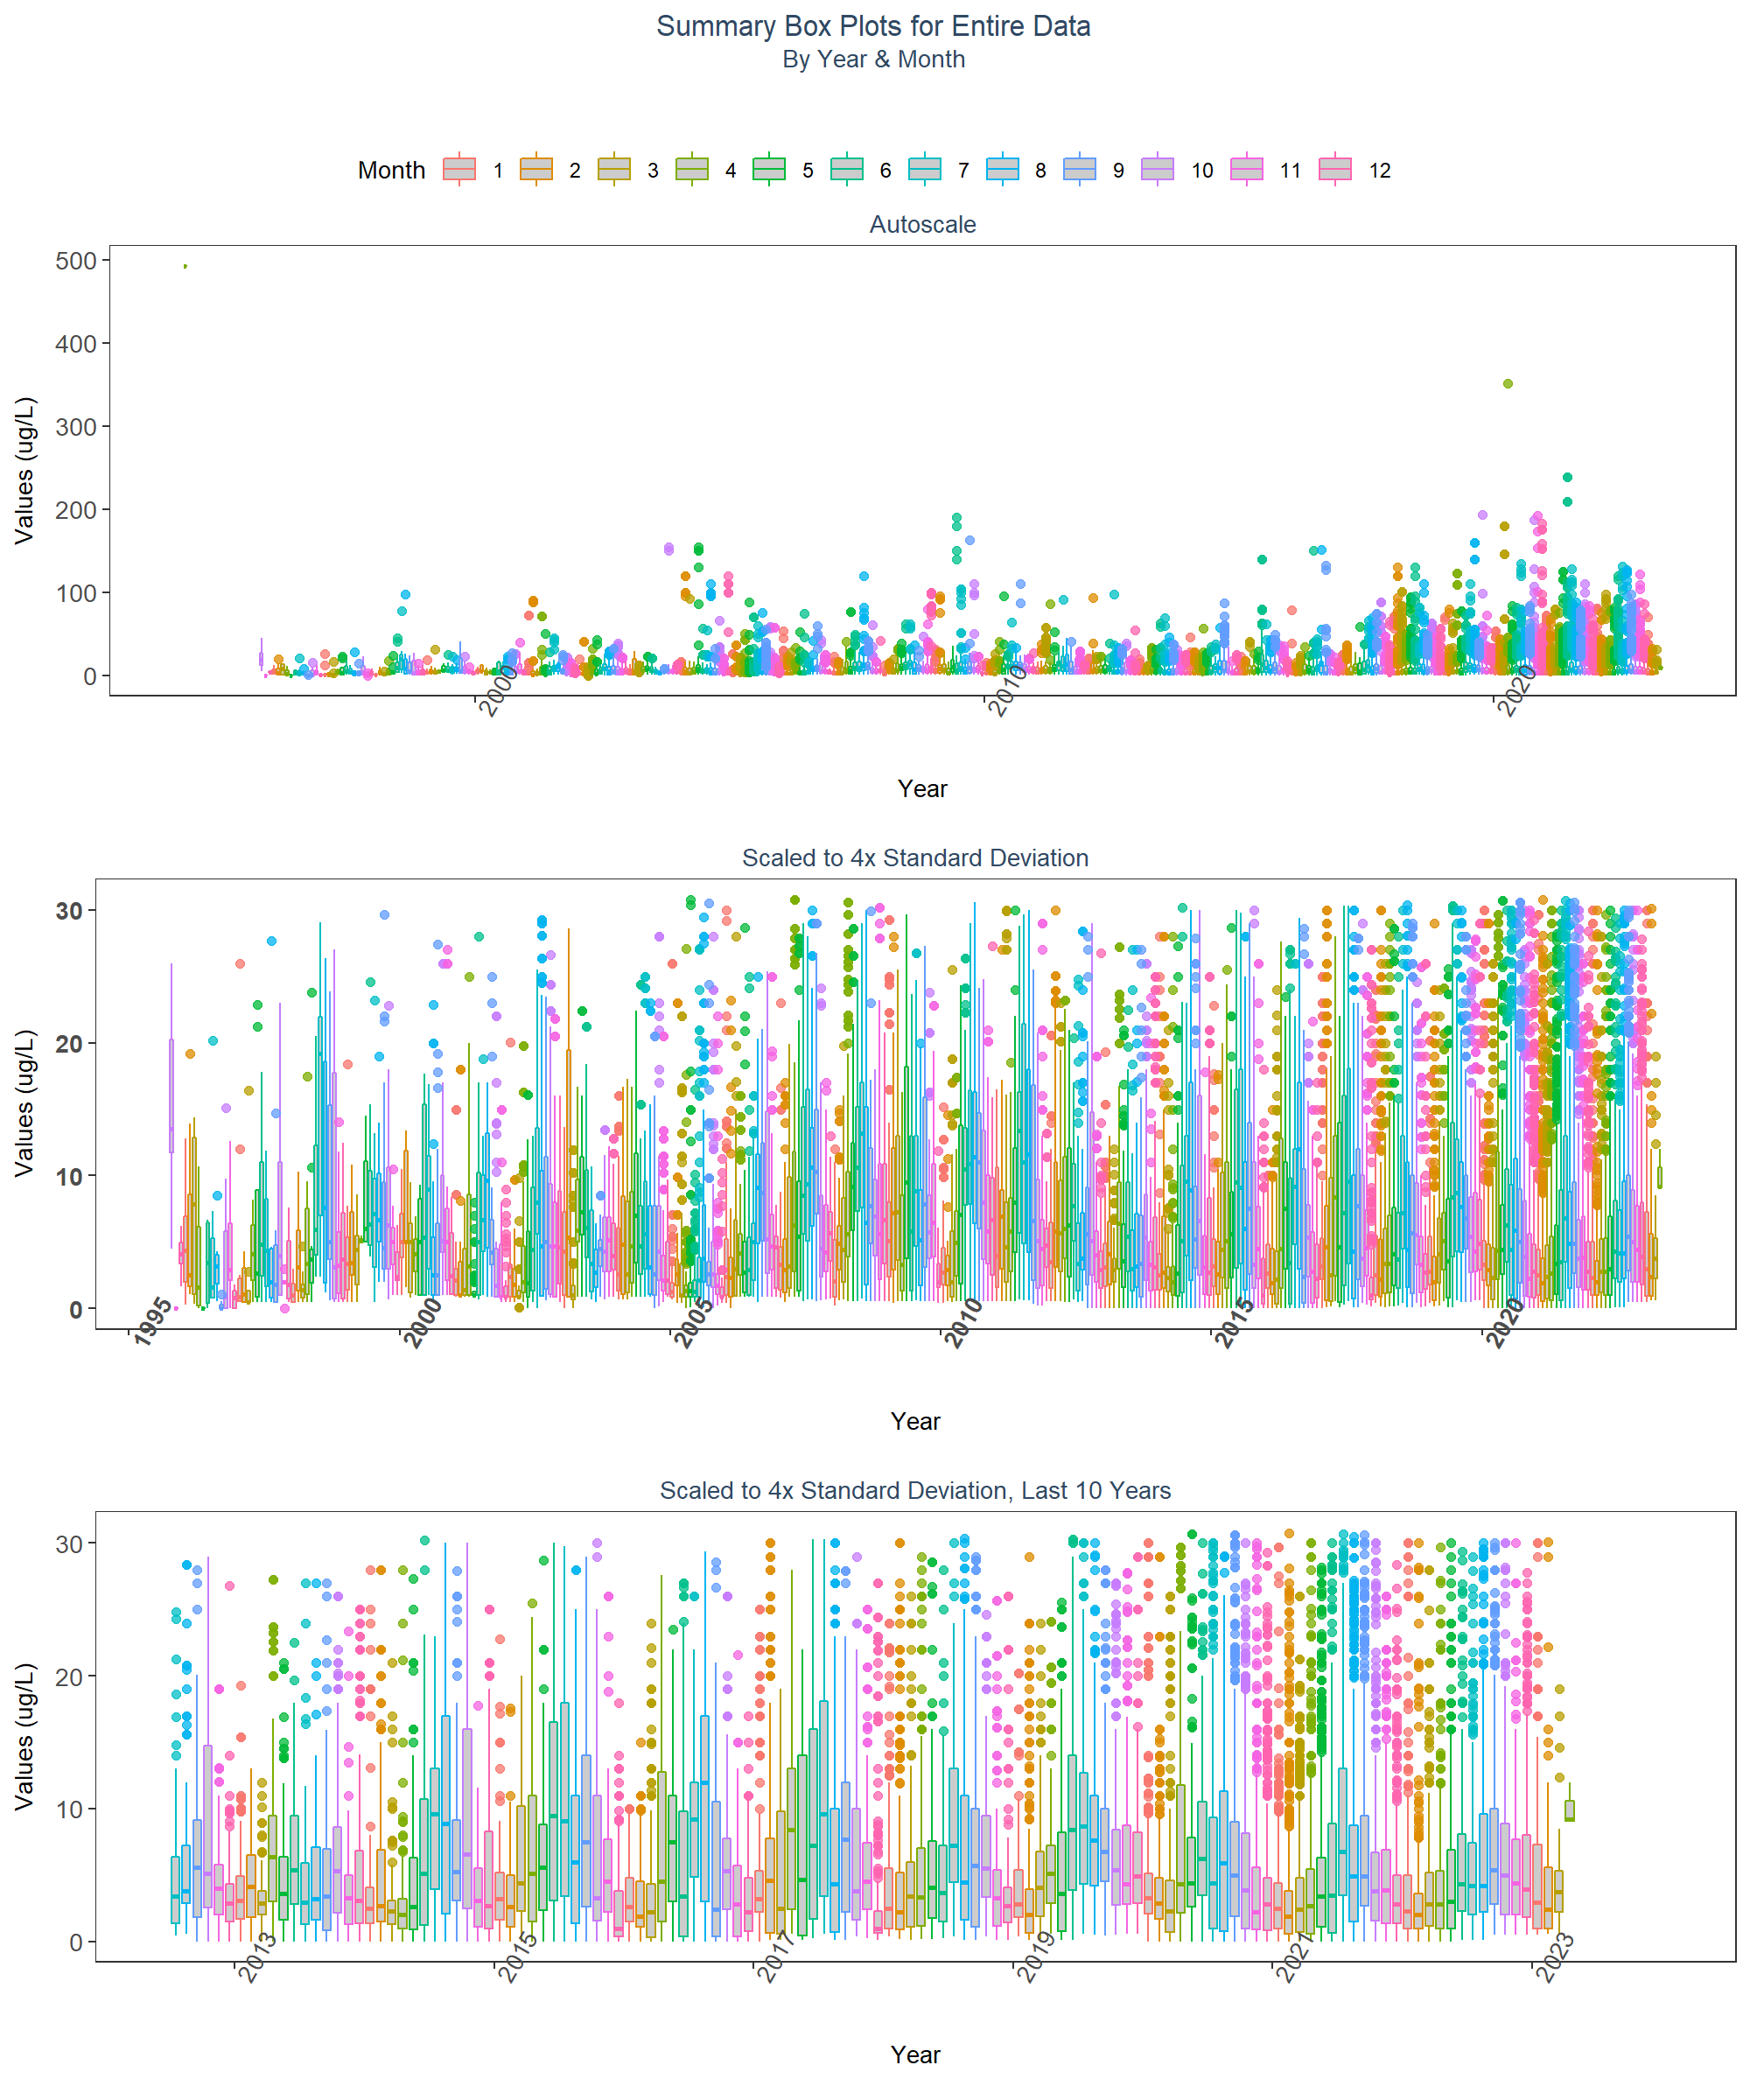 Summary Box Plots for Entire Data
By Year & Month
Month 1 2 3 4 5 6 7 8 9 10 11 12
Autoscale
Values (ug/L)
500
400
300
200
100
0
2000 2010 2020
Year
Scaled to 4x Standard Deviation
Values (ug/L)
30
20
10
0
1995 2000 2005 2010 2015 2020
Year
Scaled to 4x Standard Deviation, Last 10 Years
Values (ug/L)
30
20
10
0
2013 2015 2017 2019 2021 2023
Year